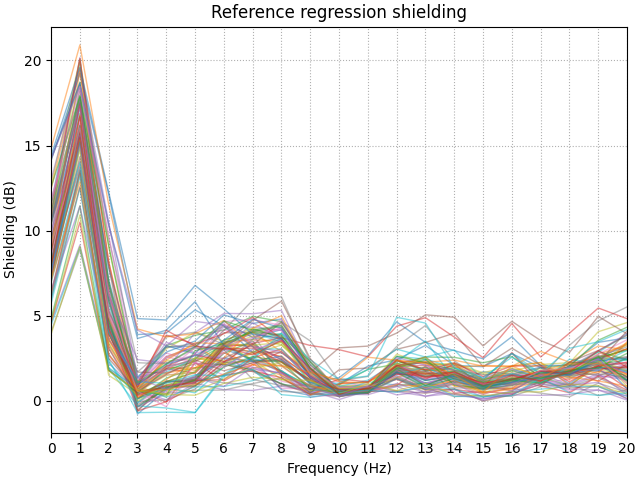 Reference regression shielding
20
15
10
5
0
Shielding (dB)
0 1 2 3 4 5 6 7 8 9 10 11 12 13 14 15 16 17 18 19 20
Frequency (Hz)